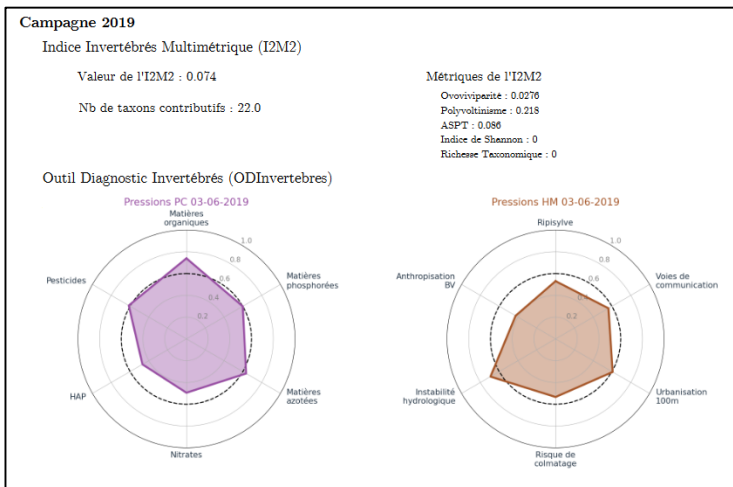 Campagne 2019
Indice Invertébrés Multimétrique (I2M2)
Valeur de l'I2M2 : 0.074
Nb de taxons contributifs : 22.0
Métriques de l'I2M2
Ovoviviparité : 0.0276
Polyvoltinisme : 0.218
ASPT : 0.086
Indice de Shannon : 0
Richesse Taxonomique : 0
Outil Diagnostic Invertébrés (ODInvertebres)
Pressions PC 03-06-2019
Matières
organiques
1.0
0.8
0.6
0.4
0.2
Matières
phosphorées
Matières
azotées
Nitrates
HAP
Pesticides
Pressions HM 03-06-2019
Ripisylve
1.0
0.8
0.6
0.4
0.2
Voies de
communication
Urbanisation
100m
Risque de
colmatage
Instabilité
hydrologique
Anthropisation
BV